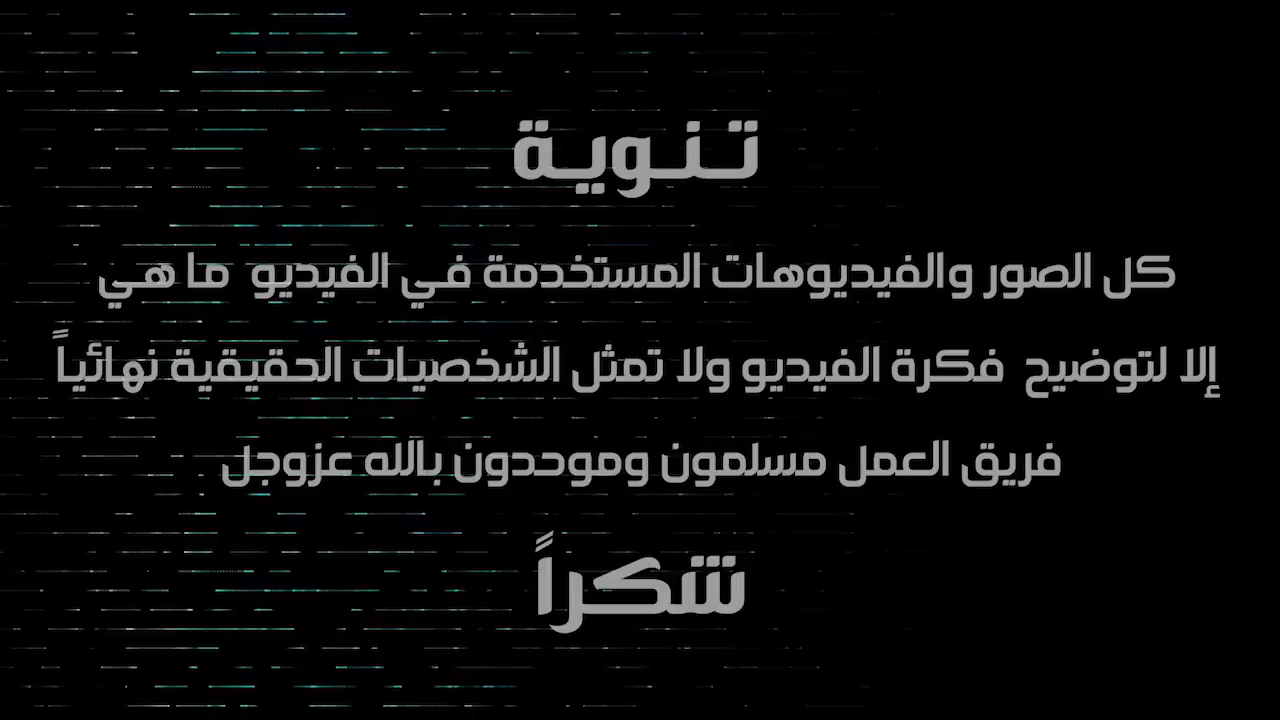 تنوية
كل الصور والفيديوهات المستخدمة في الفيديو ما هي
إلا لتوضيح فكرة الفيديو ولا تمثل الشخصيات الحقيقية نهائياً
فريق العمل مسلمون وموحدون بالله عزوجل
شكراً